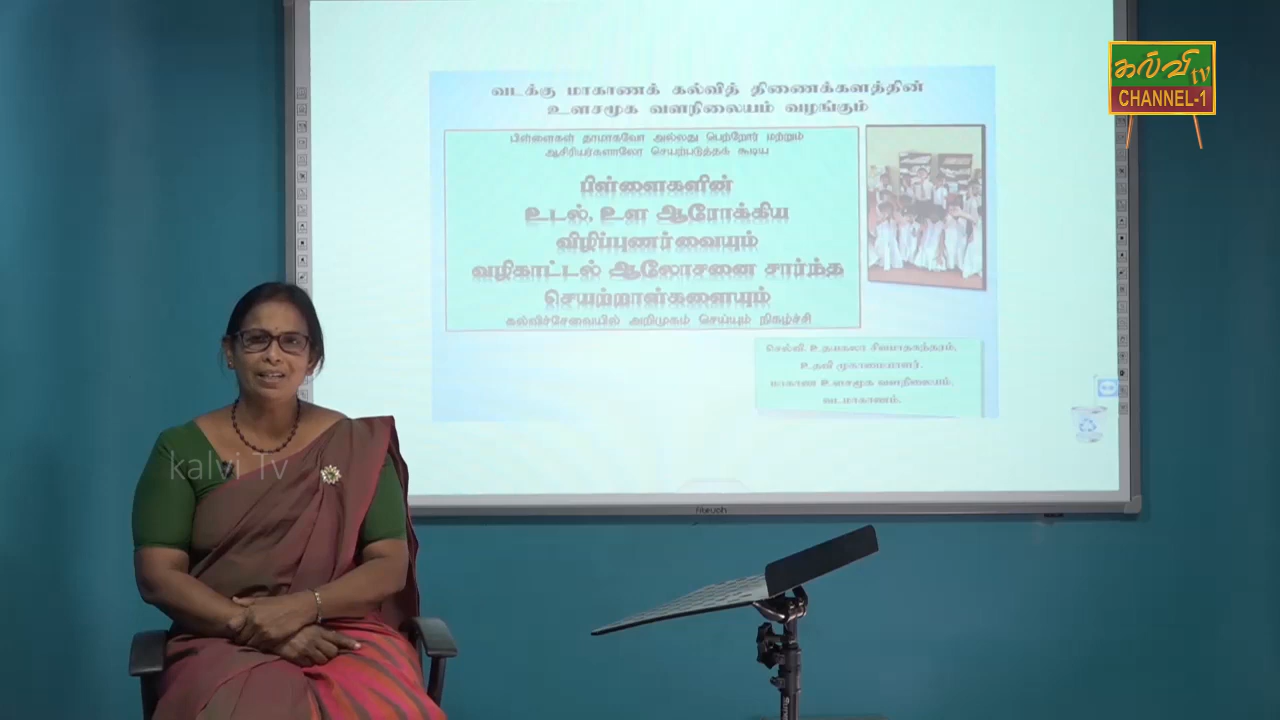 வடக்கு மாகாணக் கல்வித் திணைக்களத்தின்
உளசமூக வளநிலையம் வழங்கும்
பிள்ளைகள் தாமாகவோ அல்லது பெற்றோர் மற்றும்
ஆசிரியர்களாலோ செயற்படுத்தக் கூடிய
பிள்ளைகளின்
உடல், உள ஆரோக்கிய
விழிப்புணர்வையும்
வழிகாட்டல் ஆலோசனை சார்ந்த
செயற்றாள்களையும்
கல்விச்சேவையில் அறிமுகம் செய்யும் நிகழ்ச்சி
செல்வி. உதயகலா
உதவி முகாமையாளர்.
மாகாண உளசமூக வளநிலையம்,
வடமாகாணம்.
கல்வி tv
CHANNEL-1
kalvi Tv